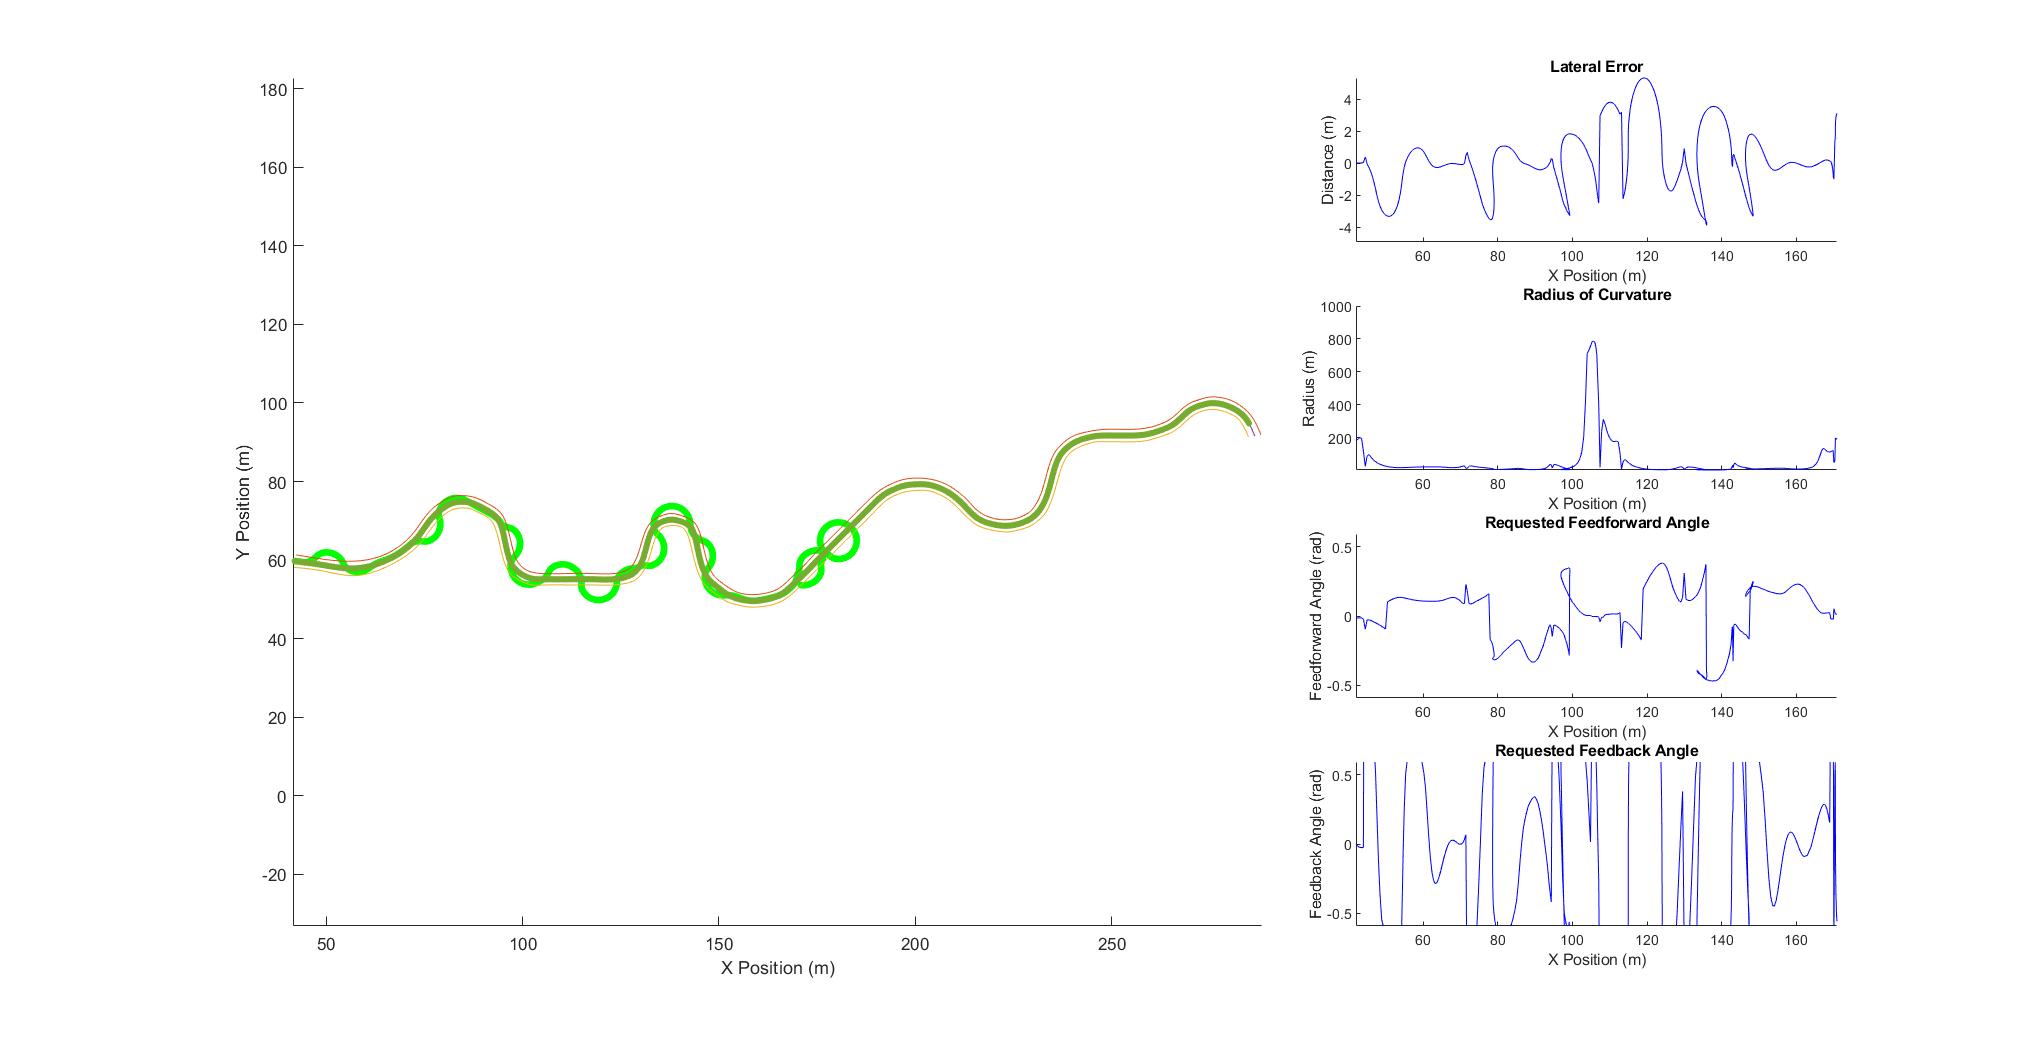 180
160
140
120
100
80
60
40
20
0
-20
Y Position (m)
50 100 150 200 250
X Position (m)
Lateral Error
4
2
0
-2
-4
Distance (m)
60 80 100 120 140 160
X Position (m)
Radius of Curvature
1000
800
600
400
200
Radius (m)
60 80 100 120 140 160
X Position (m)
Requested Feedforward Angle
0.5
0
-0.5
Feedforward Angle (rad)
60 80 100 120 140 160
X Position (m)
Requested Feedback Angle
0.5
0
-0.5
Feedback Angle (rad)
60 80 100 120 140 160
X Position (m)